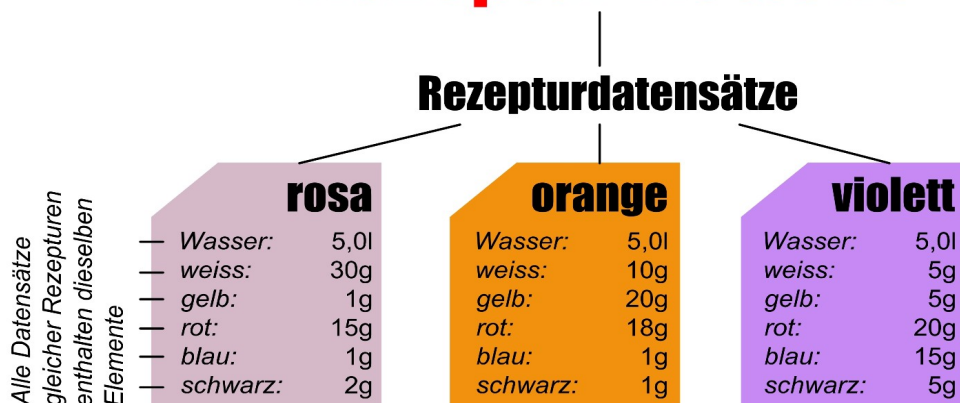 Rezepturdatensätze
rosa
Wasser: 5,0l
weiss: 30g
gelb: 1g
rot: 15g
blau: 1g
schwarz: 2g
orange
Wasser: 5,0l
weiss: 10g
gelb: 20g
rot: 18g
blau: 1g
schwarz: 1g
violett
Wasser: 5,0l
weiss: 5g
gelb: 5g
rot: 20g
blau: 15g
schwarz: 5g
Alle Datensätze
gleicher Rezepturen
enthalten dieselben
Elemente